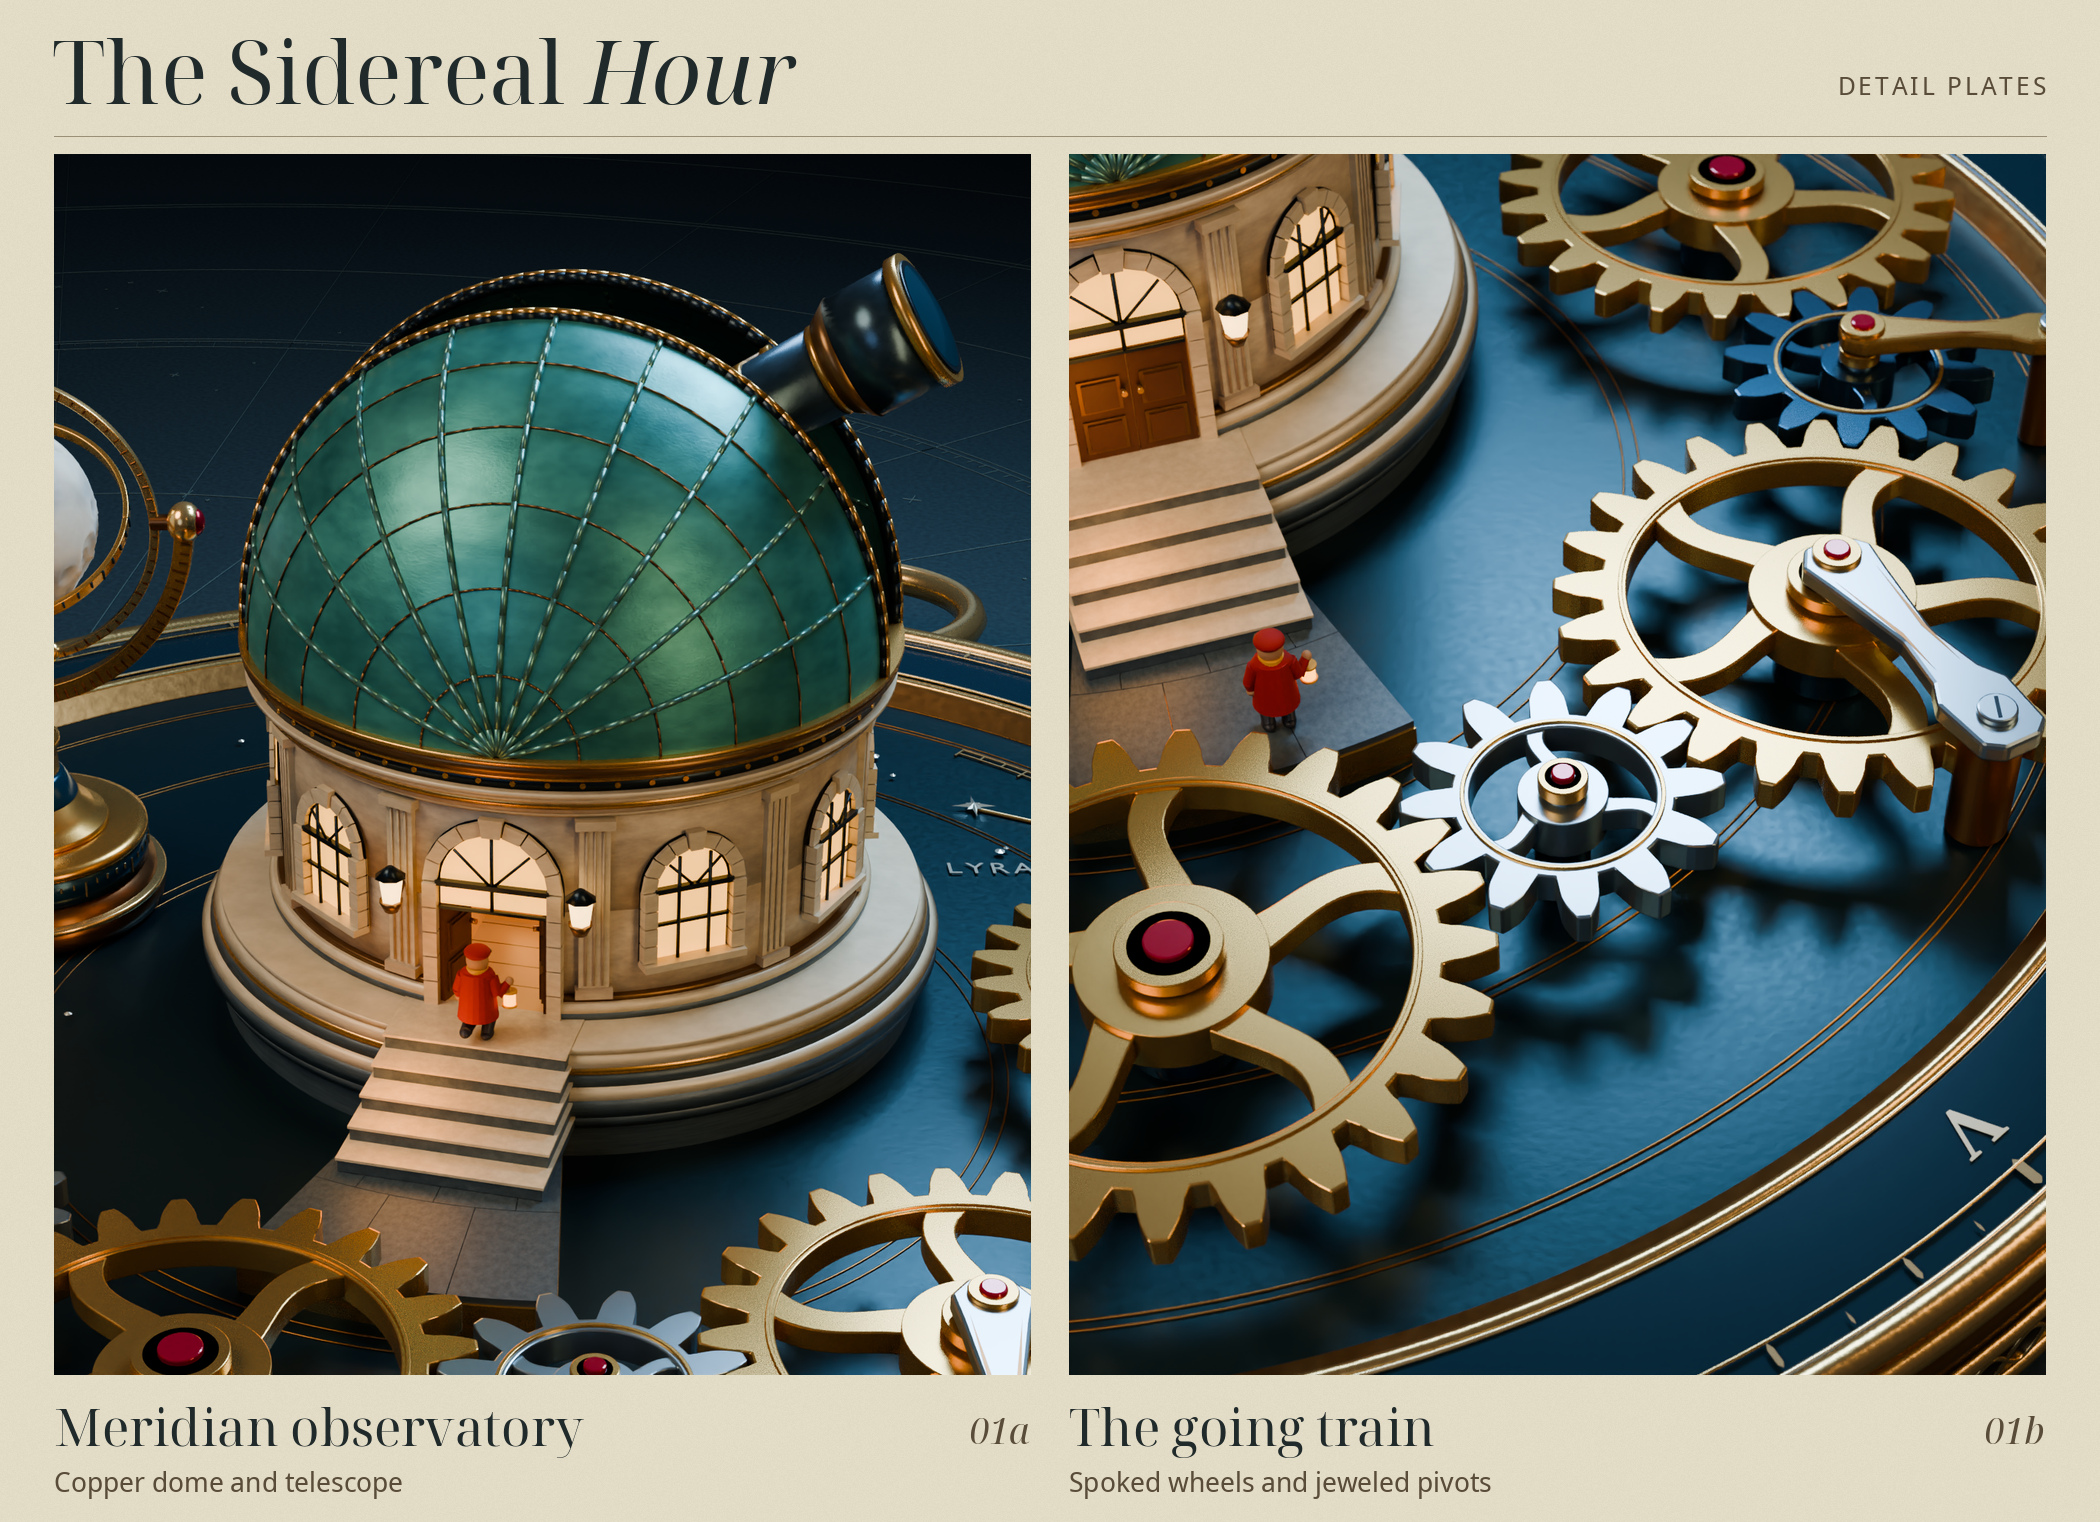 The Sidereal Hour
DETAIL PLATES
LYRA
V
Meridian observatory
01a
Copper dome and telescope
The going train
01b
Spoked wheels and jeweled pivots